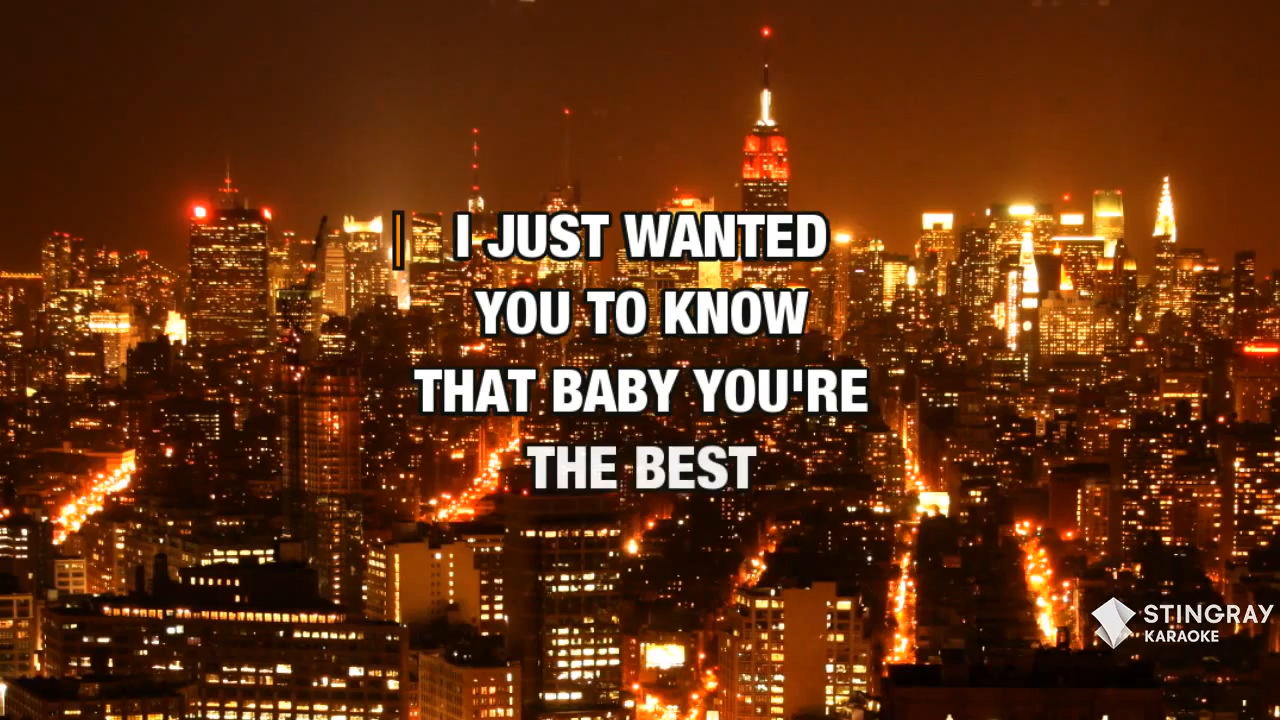 I JUST WANTED
YOU TO KNOW
THAT BABY YOU'RE
THE BEST
STINGRAY
KARAOKE